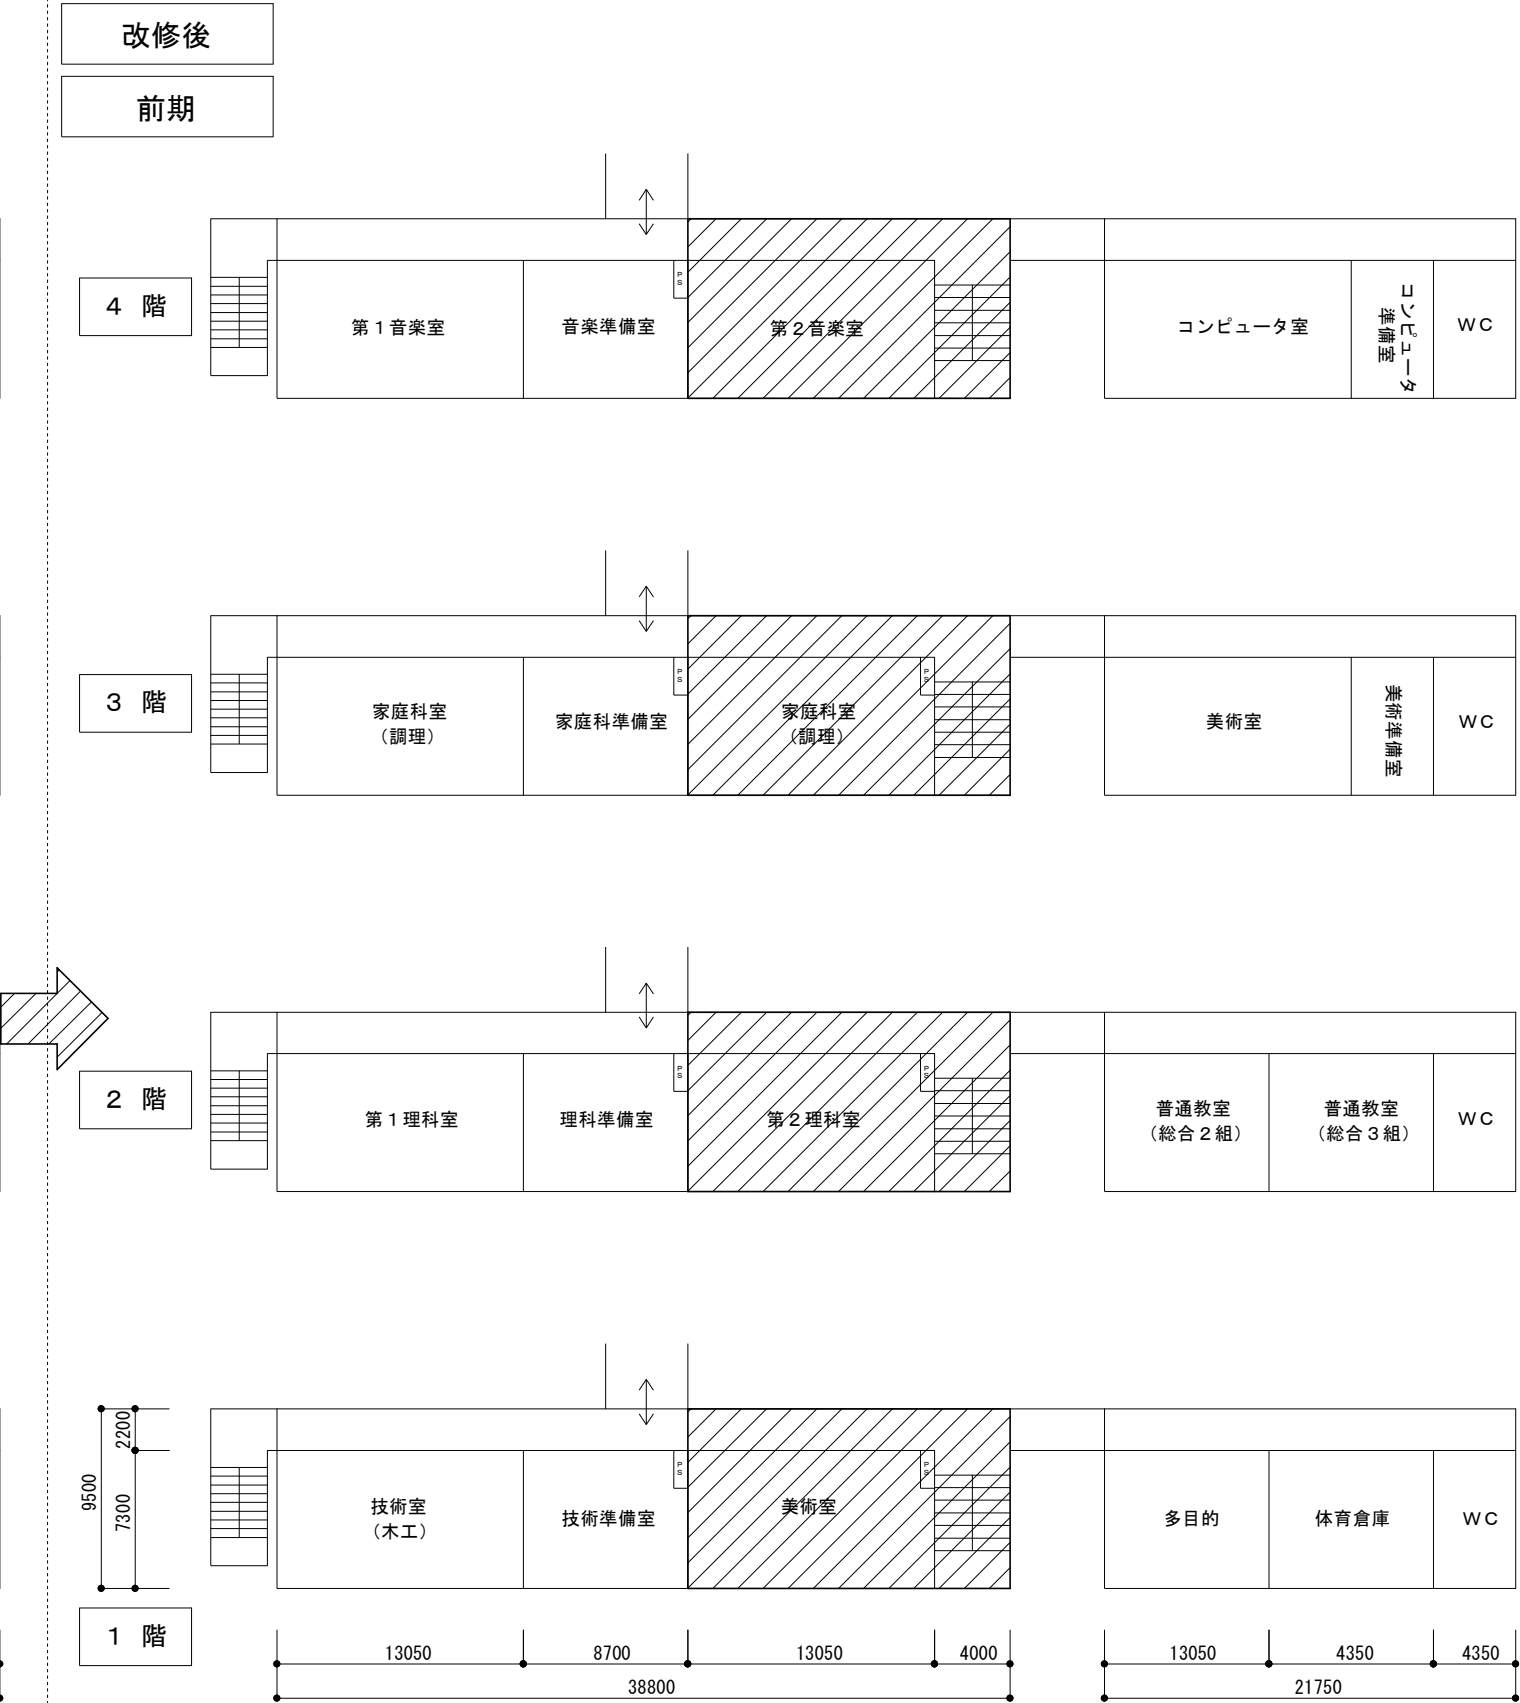 改修後
前期
4 階
第1音楽室
音楽準備室
PS
第2音楽室
コンピュータ室
コンピュータ
準備室
WC
3 階
家庭科室
(調理)
家庭科準備室
PS
家庭科室
(調理)
PS
美術室
美術準備室
WC
2 階
第1理科室
理科準備室
PS
第2理科室
PS
普通教室
(総合2組)
普通教室
(総合3組)
WC
9500
2200
7300
技術室
(木工)
技術準備室
PS
美術室
PS
多目的
体育倉庫
WC
1 階
13050
8700
13050
4000
13050
4350
4350
38800
21750